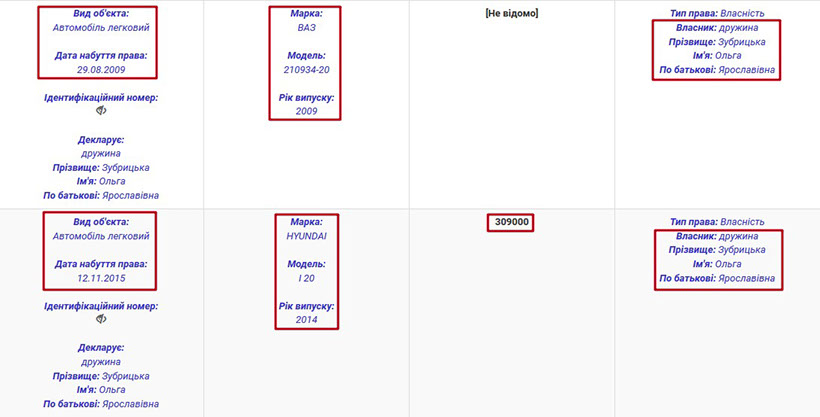 Вид об'єкта:
Автомобіль легковий
Дата набуття права:
29.08.2009
Ідентифікаційний номер:
Декларує:
дружина
Прізвище: Зубрицька
Ім'я: Ольга
По батькові: Ярославівна
Марка:
ВАЗ
Модель:
210934-20
Рік випуску:
2009
[Не відомо]
Тип права: Власність
Власник: дружина
Прізвище: Зубрицька
Ім'я: Ольга
По батькові: Ярославівна
Вид об'єкта:
Автомобіль легковий
Дата набуття права:
12.11.2015
Ідентифікаційний номер:
Декларує:
дружина
Прізвище: Зубрицька
Ім'я: Ольга
По батькові: Ярославівна
Марка:
HYUNDAI
Модель:
I 20
Рік випуску:
2014
309000
Тип права: Власність
Власник: дружина
Прізвище: Зубрицька
Ім'я: Ольга
По батькові: Ярославівна